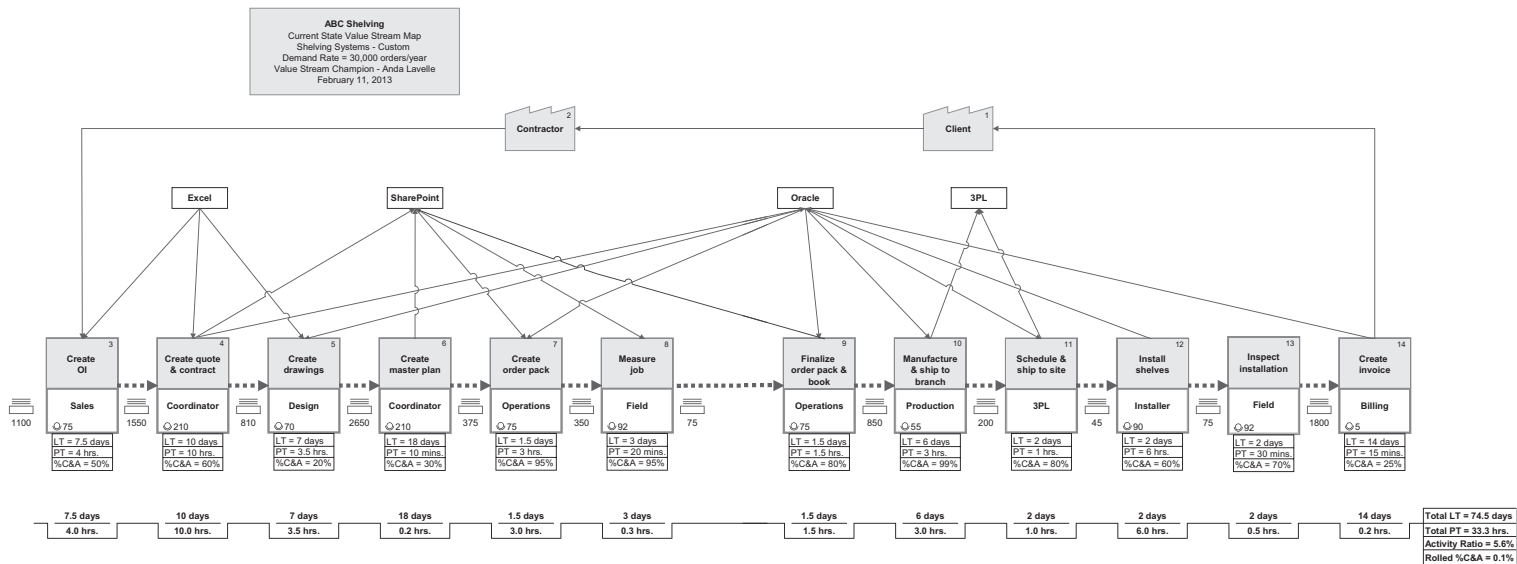 ABC Shelving
Current State Value Stream Map
Shelving Systems - Custom
Demand Rate = 30,000 orders/year
Value Stream Champion - Anda Lavelle
February 11, 2013
2
Contractor
1
Client
Excel
SharePoint
Oracle
3PL
3
Create
OI
4
Create quote
& contract
5
Create
drawings
6
Create
master plan
7
Create
order pack
8
Measure
job
9
Finalize
order pack &
book
10
Manufacture
& ship to
branch
11
Schedule &
ship to site
12
Install
shelves
13
Inspect
installation
14
Create
invoice
1100
Sales
75
LT = 7.5 days
PT = 4 hrs.
%C&A = 50%
1550
Coordinator
210
LT = 10 days
PT = 10 hrs.
%C&A = 60%
810
Design
70
LT = 7 days
PT = 3.5 hrs.
%C&A = 20%
2650
Coordinator
210
LT = 18 days
PT = 10 mins.
%C&A = 30%
375
Operations
75
LT = 1.5 days
PT = 3 hrs.
%C&A = 95%
350
Field
92
LT = 3 days
PT = 20 mins.
%C&A = 95%
75
Operations
75
LT = 1.5 days
PT = 1.5 hrs.
%C&A = 80%
850
Production
55
LT = 6 days
PT = 3 hrs.
%C&A = 99%
200
3PL
75
LT = 2 days
PT = 1 hrs.
%C&A = 80%
45
Installer
90
LT = 2 days
PT = 6 hrs.
%C&A = 60%
75
Field
92
LT = 2 days
PT = 30 mins.
%C&A = 70%
1800
Billing
5
LT = 14 days
PT = 15 mins.
%C&A = 25%
7.5 days
4.0 hrs.
10 days
10.0 hrs.
7 days
3.5 hrs.
18 days
0.2 hrs.
1.5 days
3.0 hrs.
3 days
0.3 hrs.
1.5 days
1.5 hrs.
6 days
3.0 hrs.
2 days
1.0 hrs.
2 days
6.0 hrs.
2 days
0.5 hrs.
14 days
0.2 hrs.
Total LT = 74.5 days
Total PT = 33.3 hrs.
Activity Ratio = 5.6%
Rolled %C&A = 0.1%